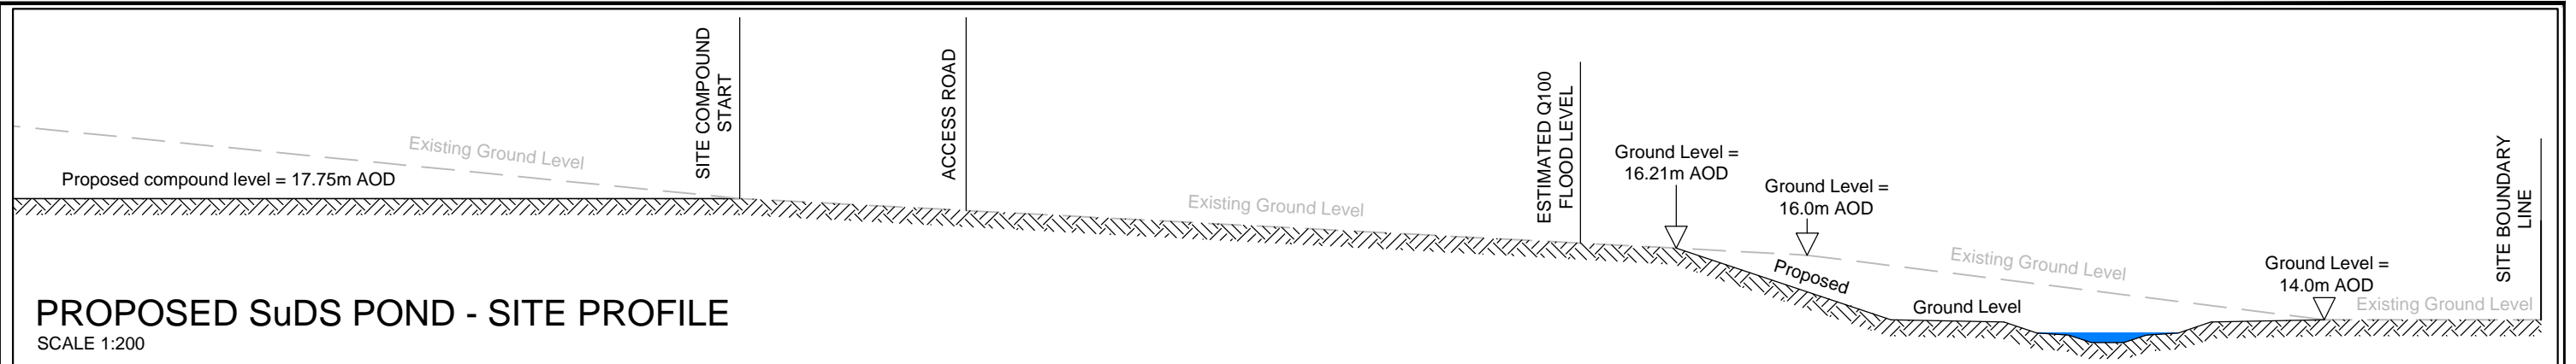 SITE COMPOUND
START
ACCESS ROAD
ESTIMATED Q100
FLOOD LEVEL
SITE BOUNDARY
LINE
Existing Ground Level
Proposed compound level = 17.75m AOD
Existing Ground Level
Ground Level =
16.21m AOD
Ground Level =
16.0m AOD
Existing Ground Level
Ground Level =
14.0m AOD
Existing Ground Level
Proposed
Ground Level
PROPOSED SuDS POND - SITE PROFILE
SCALE 1:200